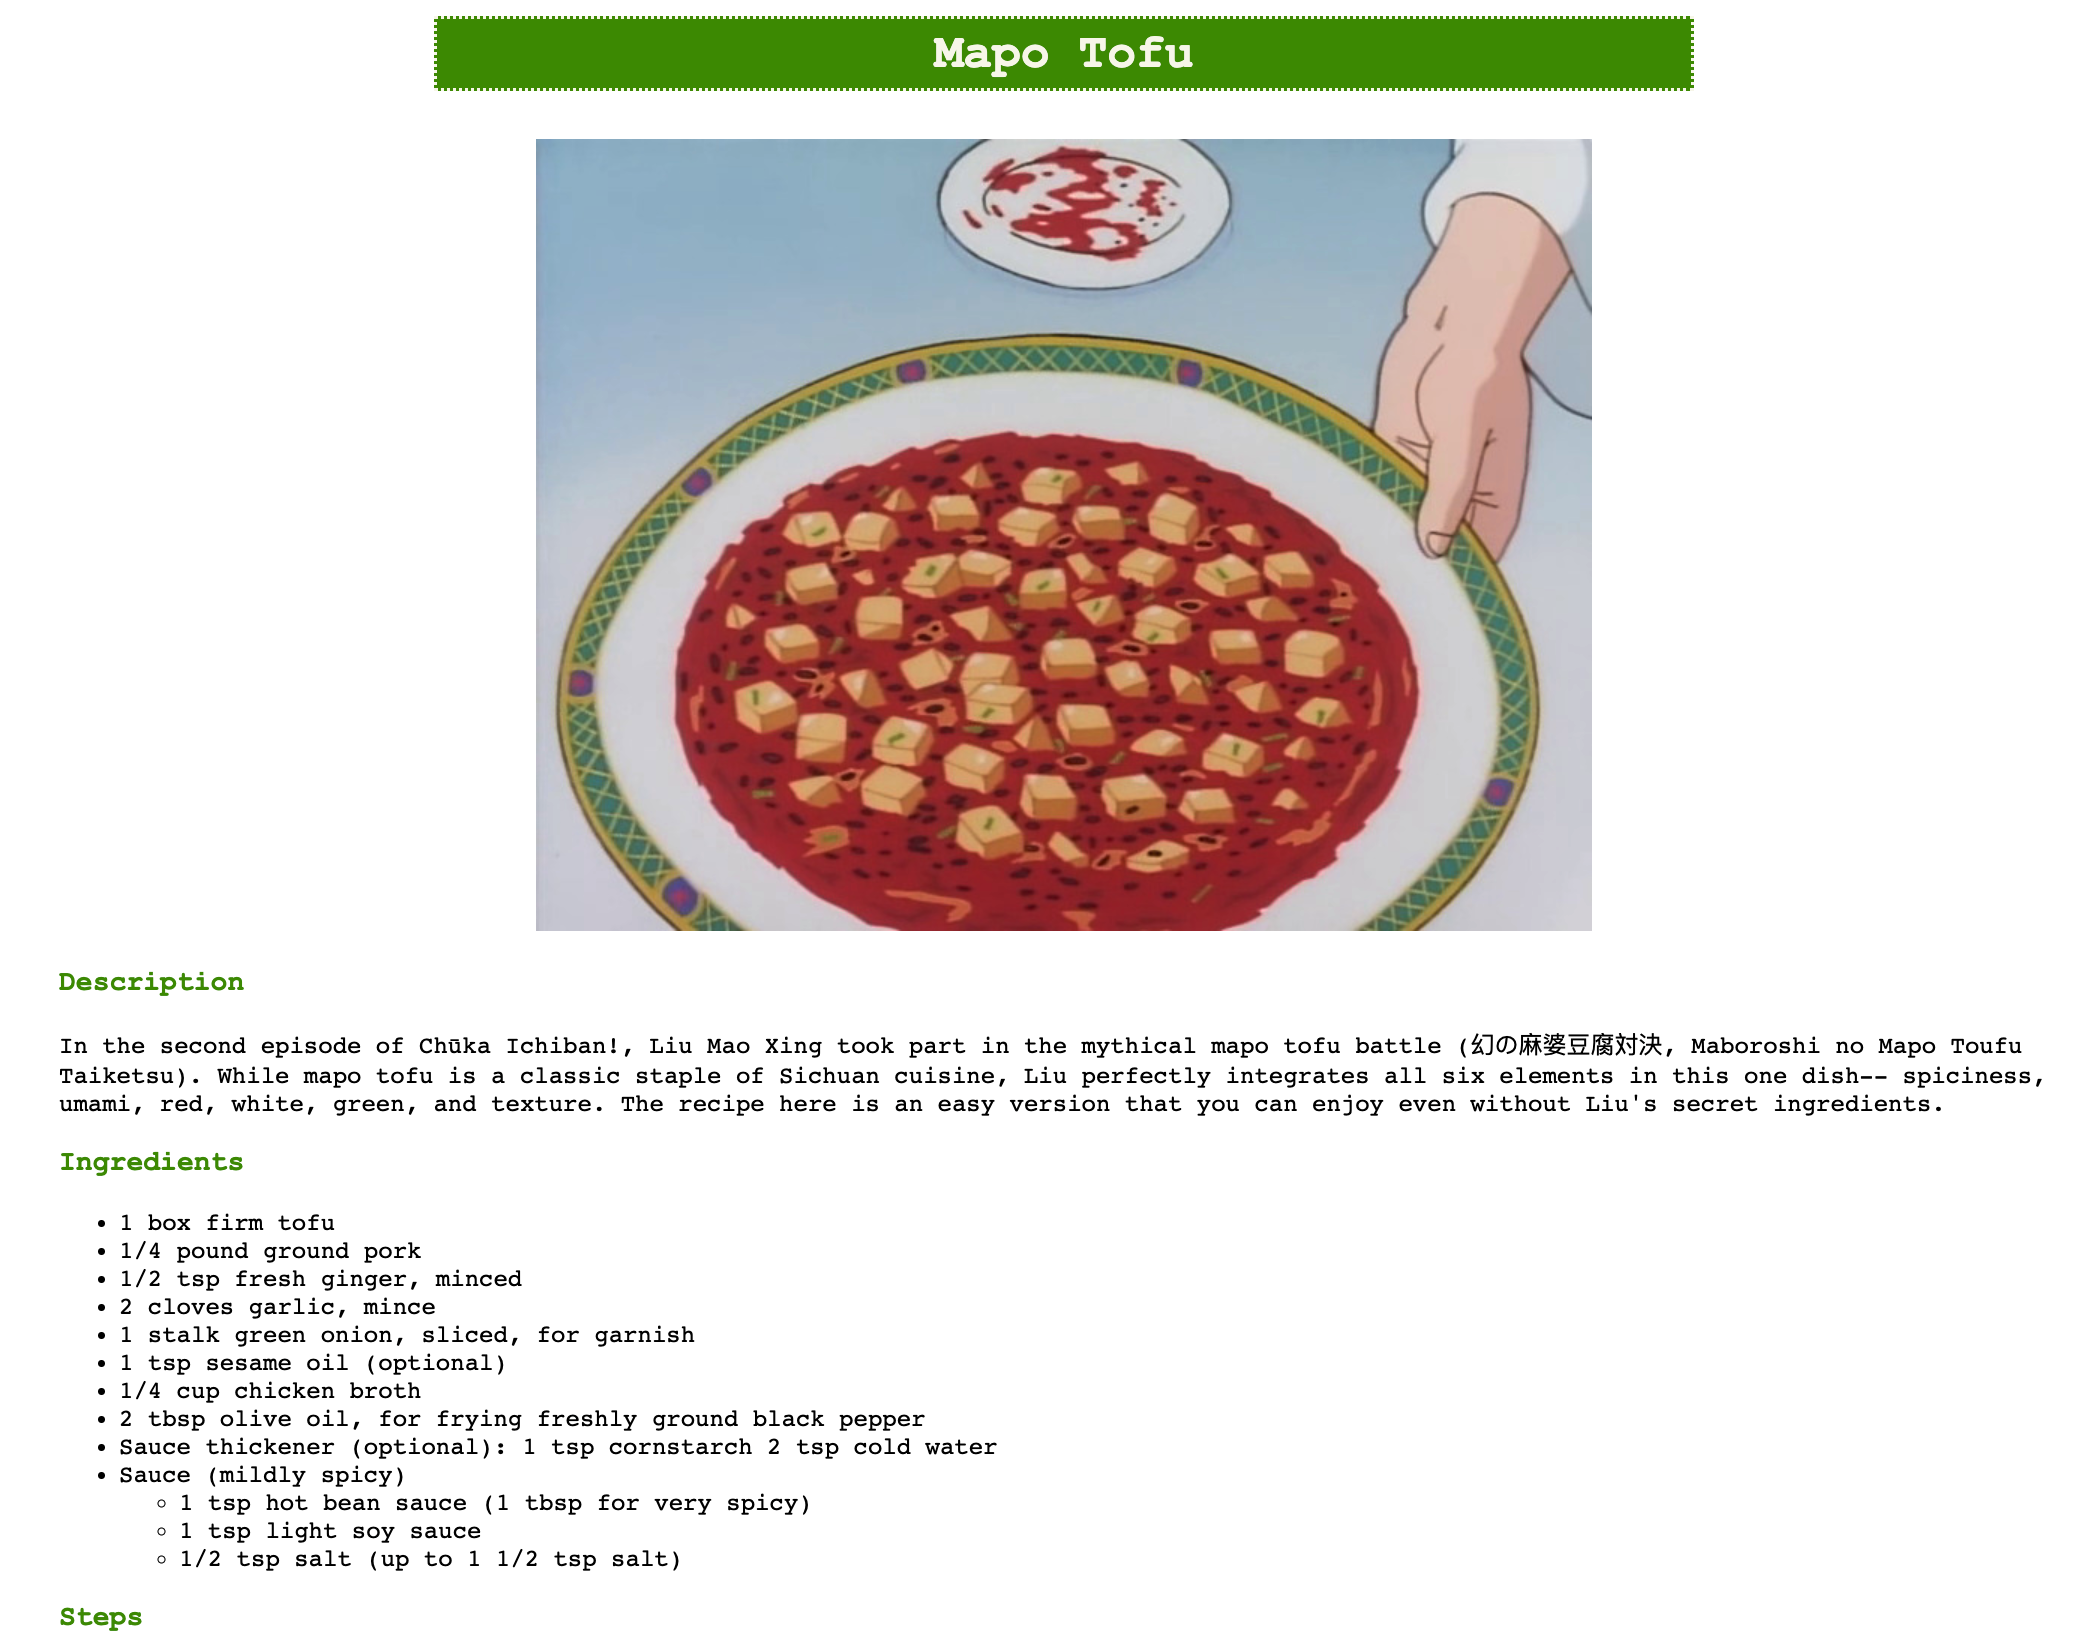 Mapo Tofu
Description
In the second episode of Chūka Ichiban!, Liu Mao Xing took part in the mythical mapo tofu battle (幻の麻婆豆腐対決, Maboroshi no Mapo Toufu
Taiketsu). While mapo tofu is a classic staple of Sichuan cuisine, Liu perfectly integrates all six elements in this one dish-- spiciness,
umami, red, white, green, and texture. The recipe here is an easy version that you can enjoy even without Liu's secret ingredients.
Ingredients
• 1 box firm tofu
• 1/4 pound ground pork
• 1/2 tsp fresh ginger, minced
• 2 cloves garlic, mince
• 1 stalk green onion, sliced, for garnish
• 1 tsp sesame oil (optional)
• 1/4 cup chicken broth
• 2 tbsp olive oil, for frying freshly ground black pepper
• Sauce thickener (optional): 1 tsp cornstarch 2 tsp cold water
• Sauce (mildly spicy)
◦ 1 tsp hot bean sauce (1 tbsp for very spicy)
◦ 1 tsp light soy sauce
◦ 1/2 tsp salt (up to 1 1/2 tsp salt)
Steps